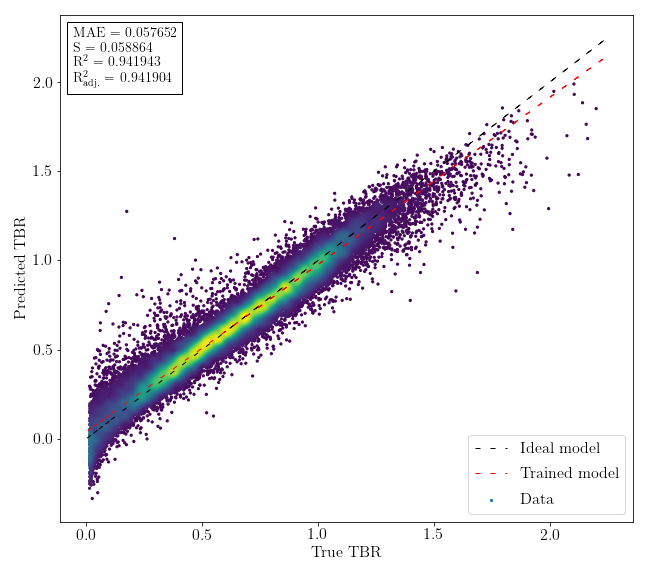 MAE = 0.057652
S = 0.058864
R² = 0.941943
R²adj. = 0.941904
Predicted TBR
2.0
1.5
1.0
0.5
0.0
Ideal model
Trained model
Data
0.0 0.5 1.0 1.5 2.0
True TBR